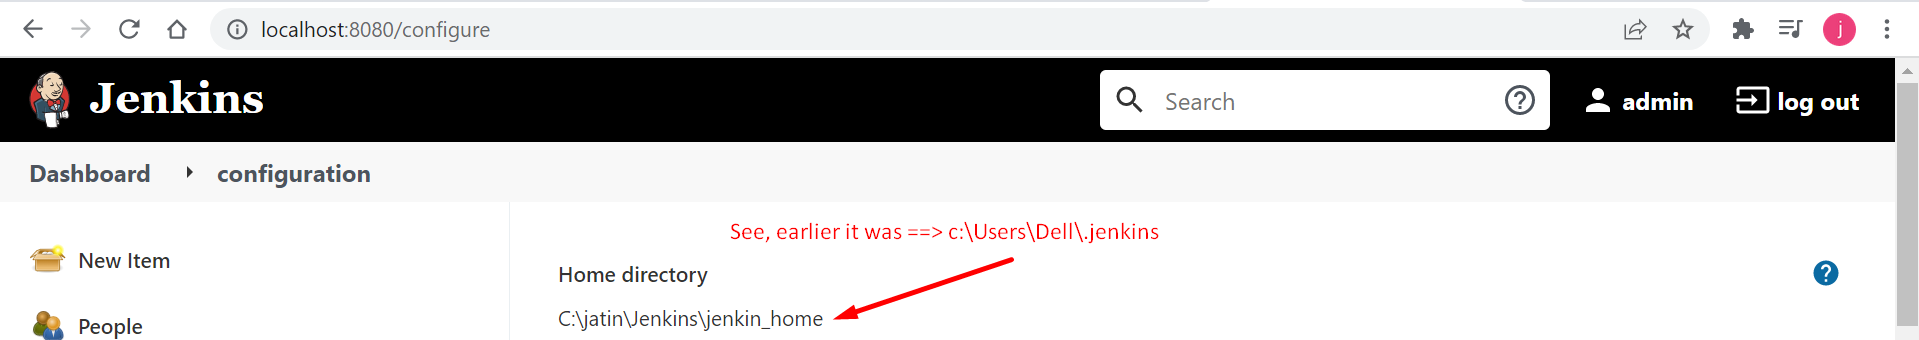 localhost:8080/configure
j
Jenkins
Search
admin
log out
Dashboard
configuration
See, earlier it was ==> c:\Users\Dell\.jenkins
New Item
Home directory
C:\jatin\Jenkins\jenkin_home
People